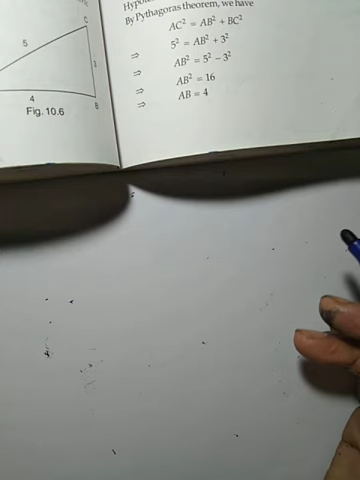 C
5
3
4
B
Fig. 10.6
By Pythagoras theorem, we have
AC² = AB² + BC²
⇒ 5² = AB² + 3²
⇒ AB² = 5² – 3²
⇒ AB² = 16
⇒ AB = 4